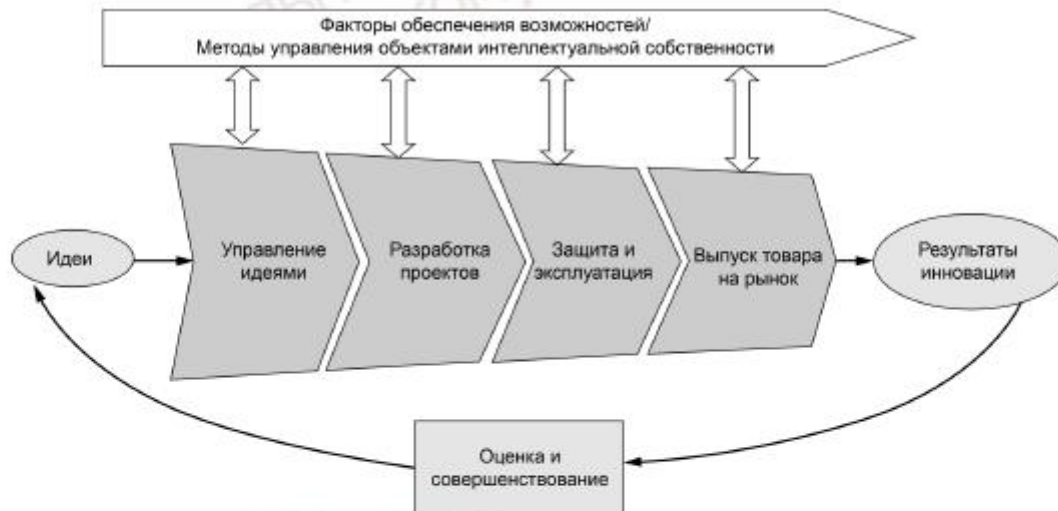 Факторы обеспечения возможностей/
Методы управления объектами интеллектуальной собственности
Идеи
Управление
идеями
Разработка
проектов
Защита и
эксплуатация
Выпуск товара
на рынок
Результаты
инновации
Оценка и
совершенствование